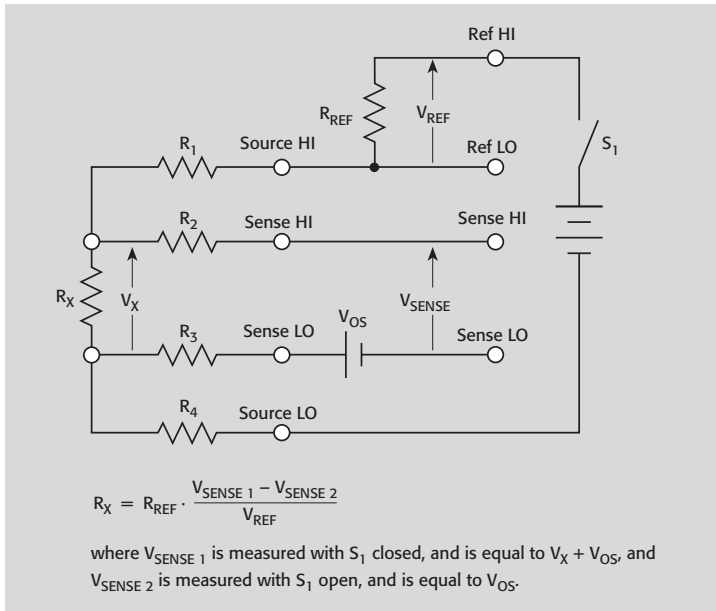 Ref HI
R_REF
V_REF
R_1
Source HI
Ref LO
S_1
R_2
Sense HI
Sense HI
R_X
V_X
V_SENSE
V_OS
R_3
Sense LO
Sense LO
R_4
Source LO
R_X = R_REF · (V_SENSE 1 – V_SENSE 2) / V_REF
where V_SENSE 1 is measured with S_1 closed, and is equal to V_X + V_OS, and
V_SENSE 2 is measured with S_1 open, and is equal to V_OS.